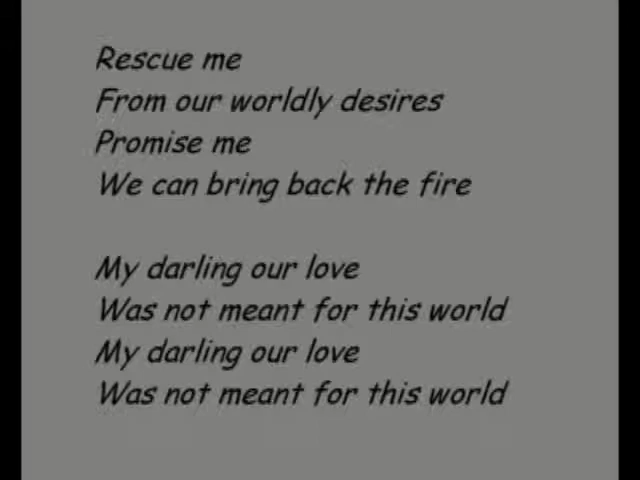 Rescue me
From our worldly desires
Promise me
We can bring back the fire
My darling our love
Was not meant for this world
My darling our love
Was not meant for this world